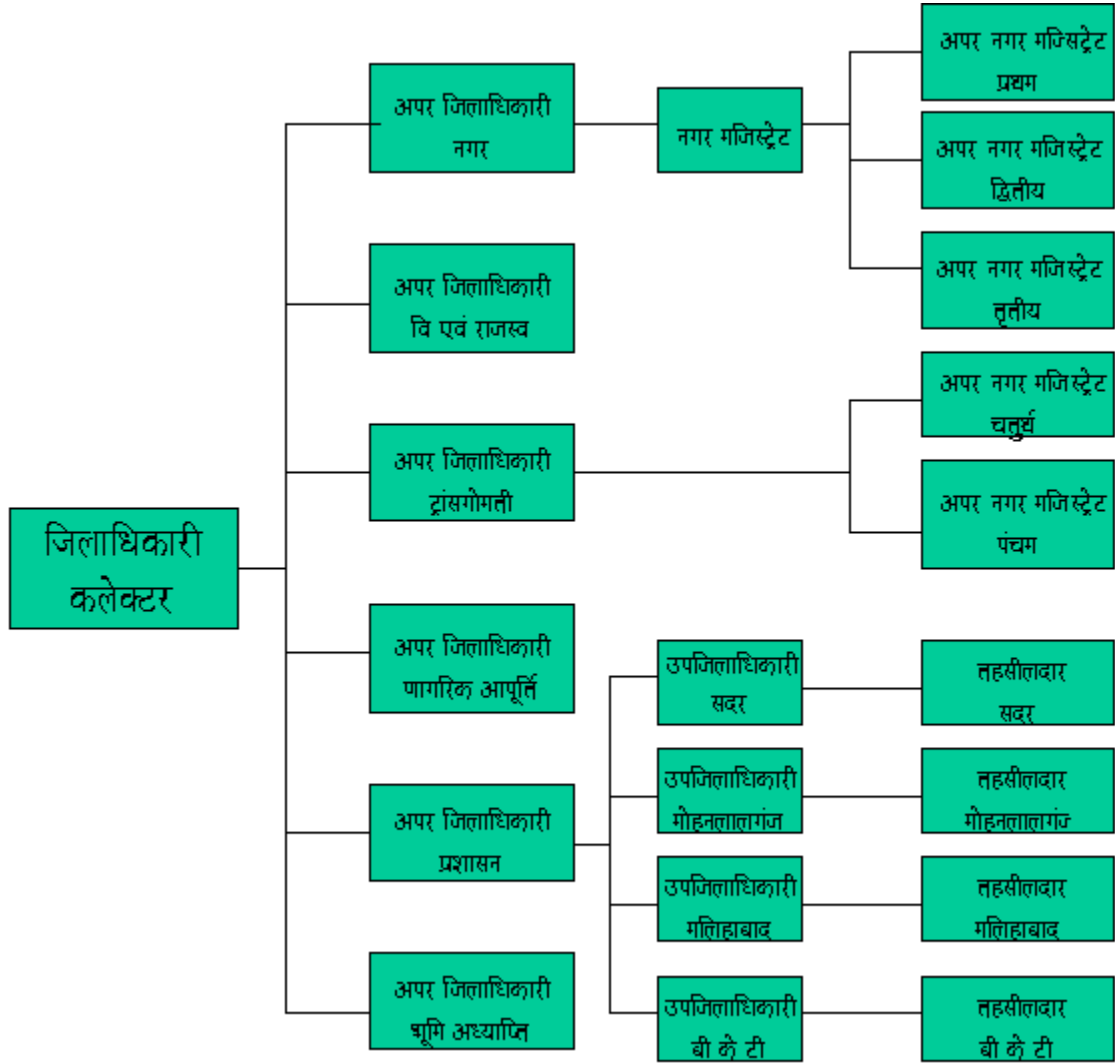 जिलाधिकारी
कलेक्टर
अपर जिलाधिकारी
नगर
नगर मजिस्ट्रेट
अपर नगर मजिसट्रेट
प्रथम
अपर नगर मजिस्ट्रेट
द्वितीय
अपर नगर मजिस्ट्रेट
तृतीय
अपर जिलाधिकारी
वि एवं राजस्व
अपर जिलाधिकारी
ट्रांसगोमती
अपर नगर मजिस्ट्रेट
चतुर्थ
अपर नगर मजिस्ट्रेट
पंचम
अपर जिलाधिकारी
णागरिक आपूर्ति
अपर जिलाधिकारी
प्रशासन
उपजिलाधिकारी
सदर
तहसीलदार
सदर
उपजिलाधिकारी
मोहनलालगंज
तहसीलदार
मोहनलालगंज
उपजिलाधिकारी
मलिहाबाद
तहसीलदार
मलिहाबाद
उपजिलाधिकारी
बी के टी
तहसीलदार
बी के टी
अपर जिलाधिकारी
भूमि अध्याप्ति